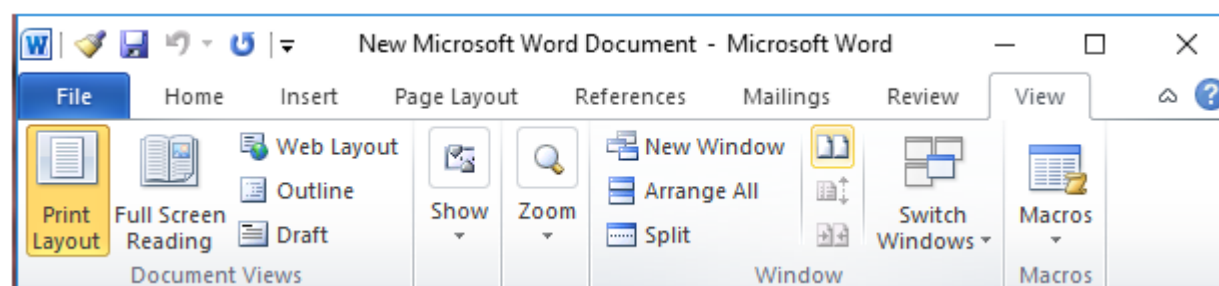 W New Microsoft Word Document - Microsoft Word
File Home Insert Page Layout References Mailings Review View ?
Print Layout
Full Screen Reading
Web Layout
Outline
Draft
Document Views
Show
Zoom
New Window
Arrange All
Split
Switch Windows
Window
Macros
Macros